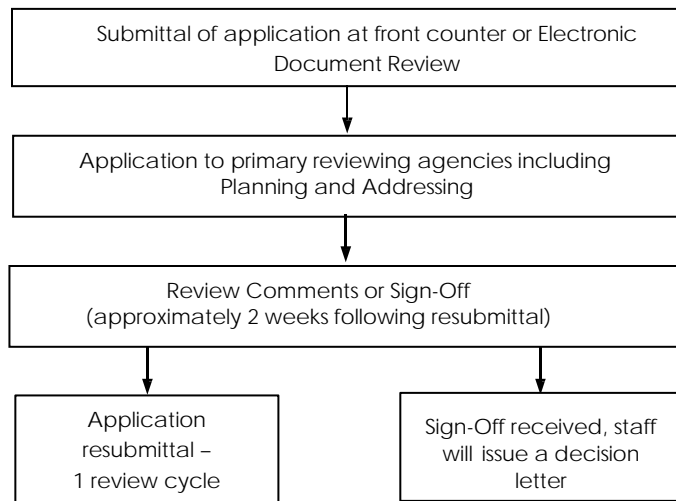 Submittal of application at front counter or Electronic
Document Review
Application to primary reviewing agencies including
Planning and Addressing
Review Comments or Sign-Off
(approximately 2 weeks following resubmittal)
Application
resubmittal –
1 review cycle
Sign-Off received, staff
will issue a decision
letter